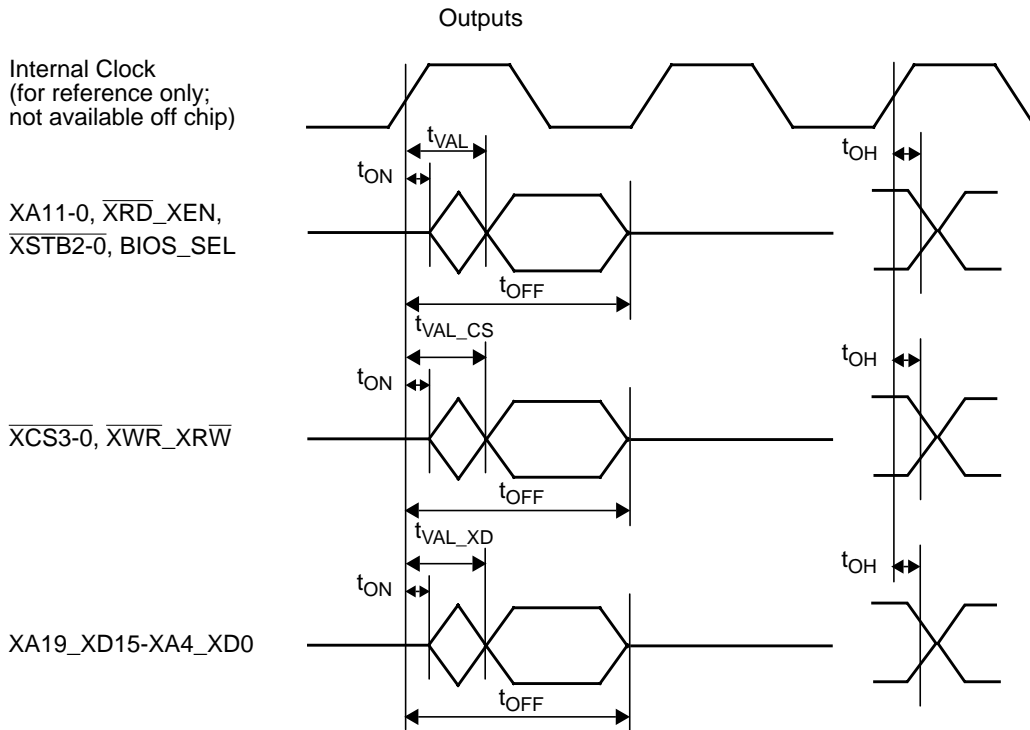 Outputs
Internal Clock
(for reference only;
not available off chip)
tVAL
tON
tOH
XA11-0, XRD_XEN,
XSTB2-0, BIOS_SEL
tOFF
tVAL_CS
tON
tOH
XCS3-0, XWR_XRW
tOFF
tVAL_XD
tON
tOH
XA19_XD15-XA4_XD0
tOFF